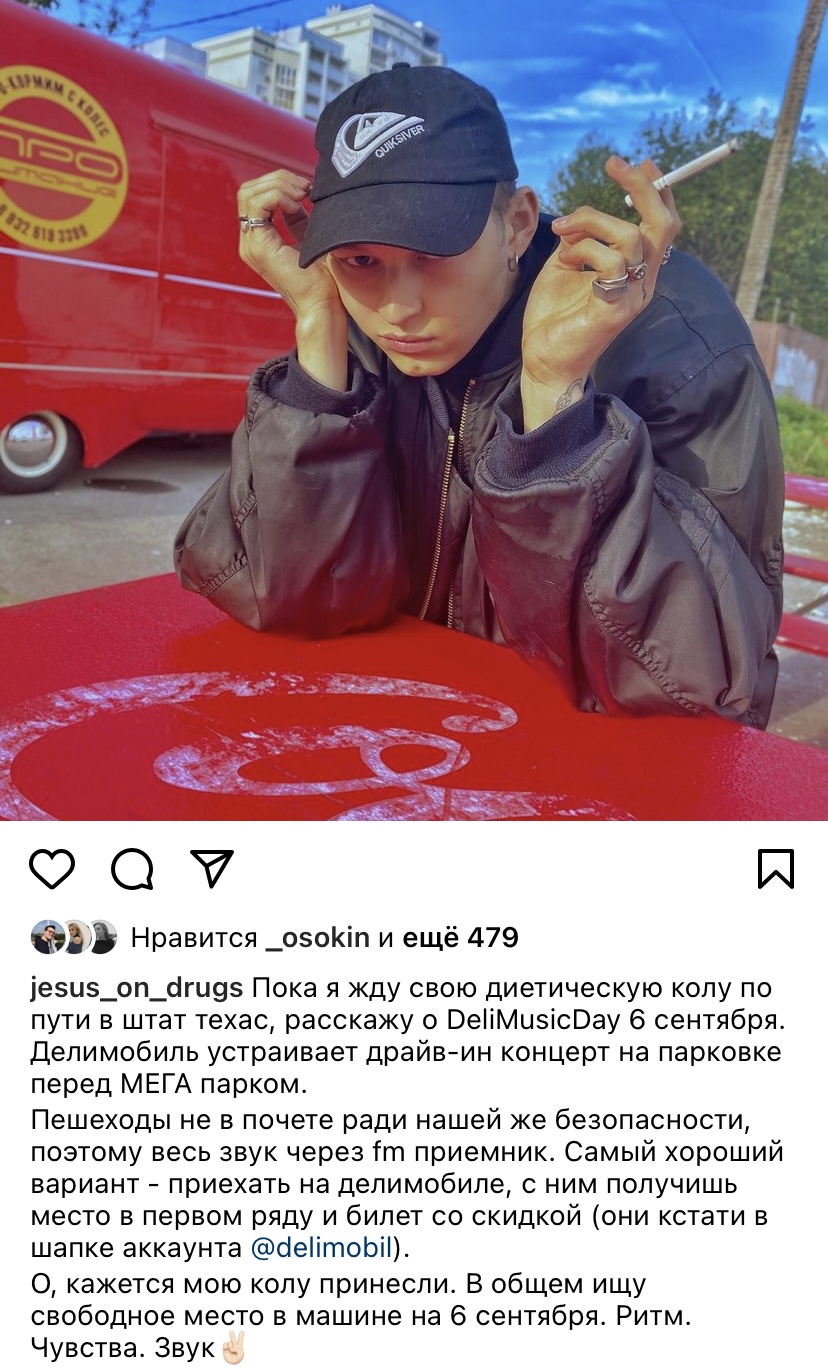 О-КОРМИМ С КОЛЕС
ПРО
8 932 618 3388
QUIKSILVER
Нравится _osokin и ещё 479
jesus_on_drugs Пока я жду свою диетическую колу по
пути в штат техас, расскажу о DeliMusicDay 6 сентября.
Делимобиль устраивает драйв-ин концерт на парковке
перед МЕГА парком.
Пешеходы не в почете ради нашей же безопасности,
поэтому весь звук через fm приемник. Самый хороший
вариант - приехать на делимобиле, с ним получишь
место в первом ряду и билет со скидкой (они кстати в
шапке аккаунта @delimobil).
О, кажется мою колу принесли. В общем ищу
свободное место в машине на 6 сентября. Ритм.
Чувства. Звук✌🏻